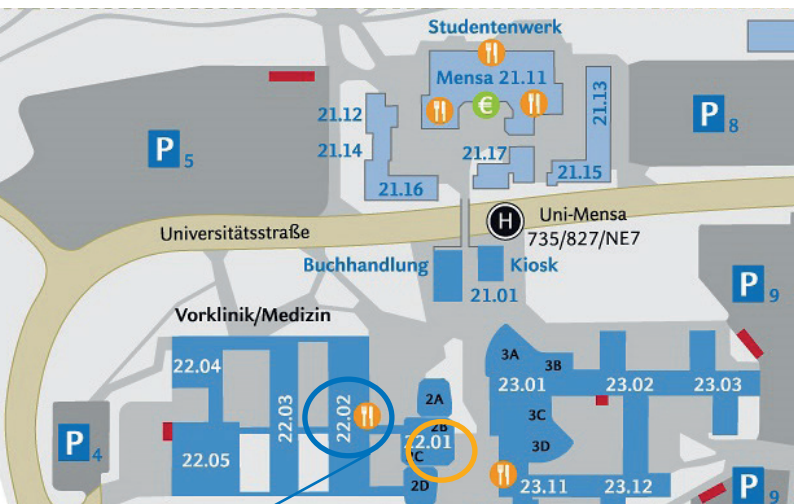 Studentenwerk
Mensa 21.11
€
21.12
21.13
P 8
21.14
P 5
21.17
21.15
21.16
H
Uni-Mensa
735/827/NE7
Universitätsstraße
Buchhandlung
Kiosk
21.01
P 9
Vorklinik/Medizin
22.04
22.03
22.02
2A
2B
22.01
2C
2D
22.05
P 4
3A
3B
23.01
23.02
23.03
3C
3D
23.11
23.12
P 9